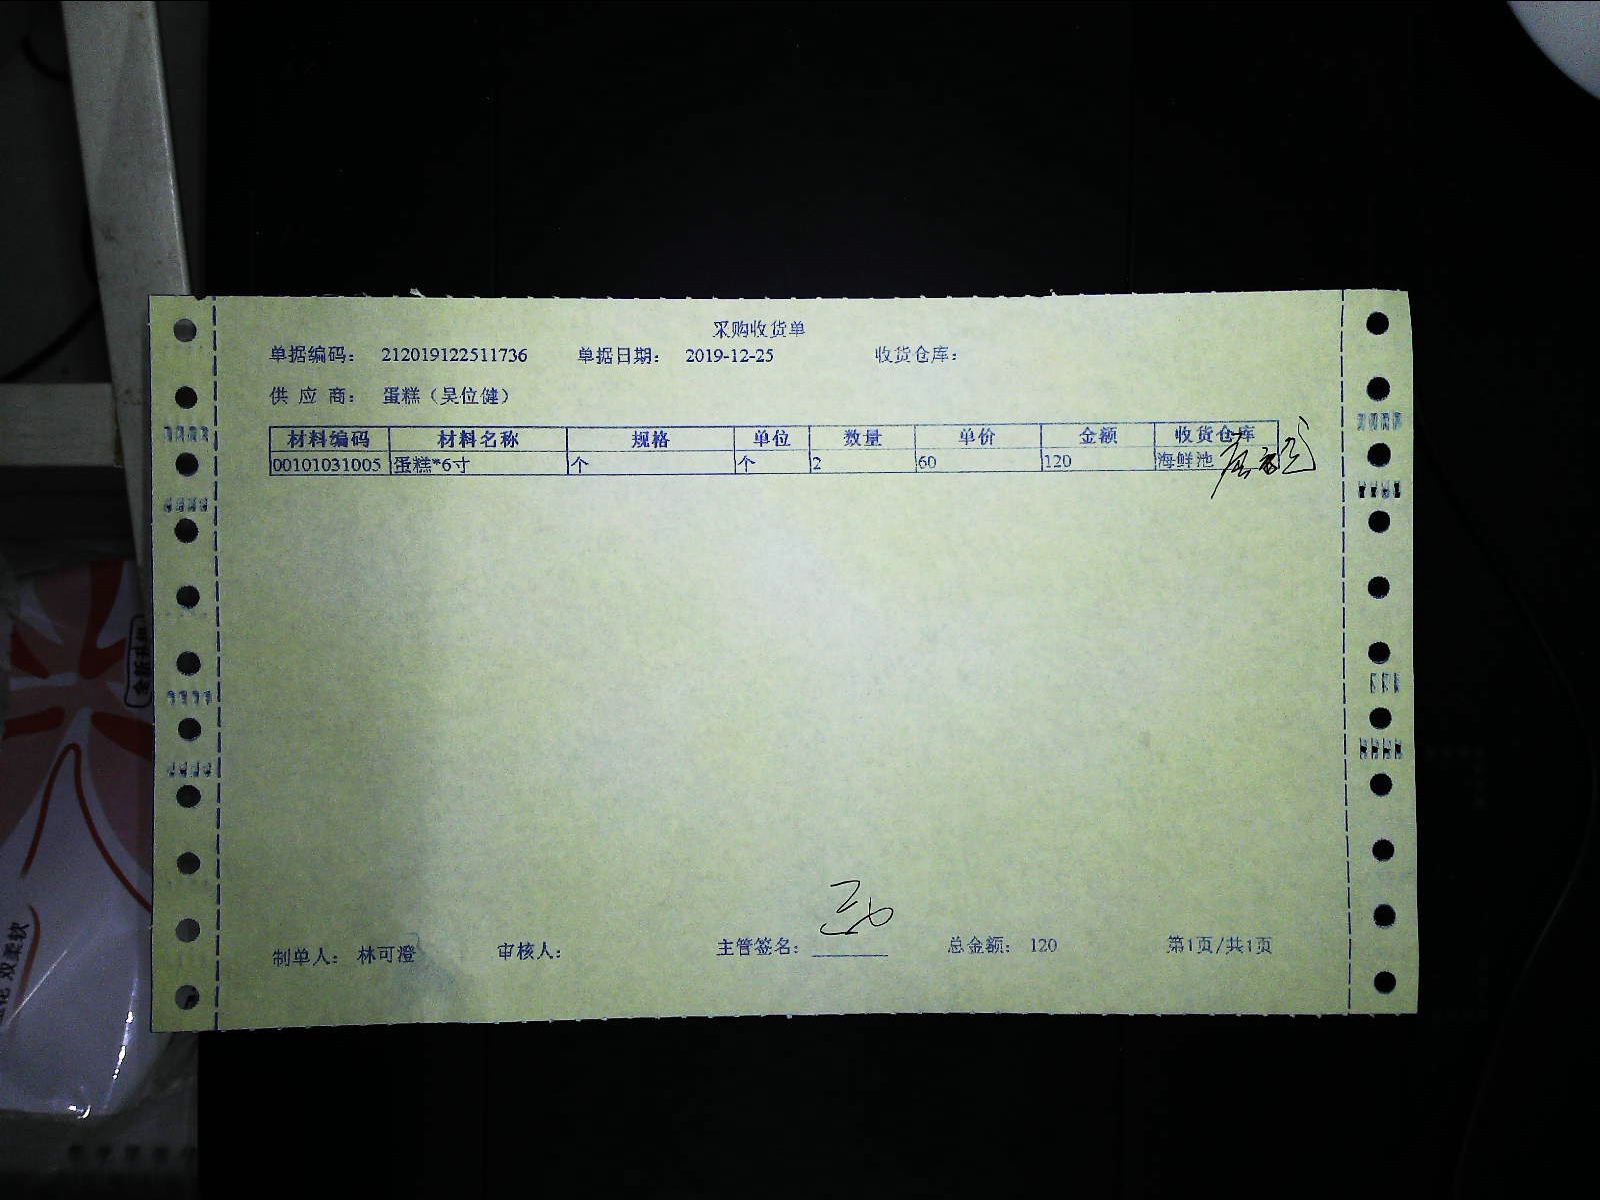 采购收货单
单据编码： 212019122511736 单据日期： 2019-12-25 收货仓库：
供 应 商： 蛋糕（吴位健）
材料编码 材料名称 规格 单位 数量 单价 金额 收货仓库
00101031005 蛋糕*6寸 个 个 2 60 120 海鲜池
制单人： 林可澄 审核人： 主管签名： 总金额： 120 第1页/共1页
双柔软